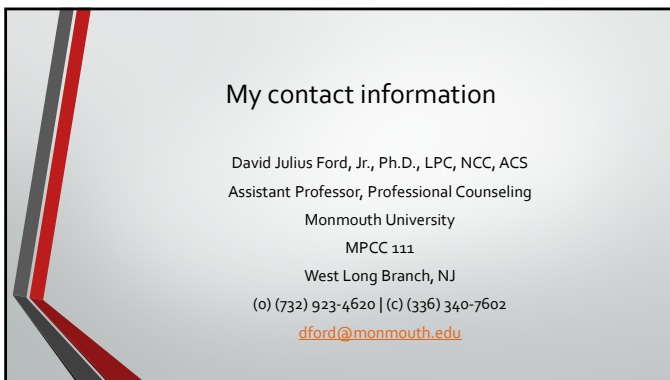 My contact information
David Julius Ford, Jr., Ph.D., LPC, NCC, ACS
Assistant Professor, Professional Counseling
Monmouth University
MPCC 111
West Long Branch, NJ
(o) (732) 923-4620 | (c) (336) 340-7602
dford@monmouth.edu